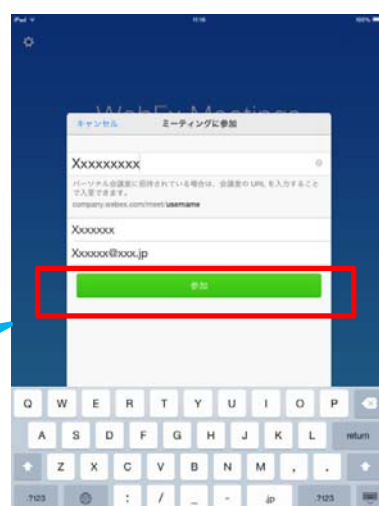 iPad
11:16
100%
WebEx Meetings
キャンセル
ミーティングに参加
Xxxxxxxxx
パーソナル会議室に招待されている場合は、会議室の URL を入力すること
で入室できます。
company.webex.com/meet/username
Xxxxxxx
Xxxxxx@xxx.jp
参加
Q W E R T Y U I O P
A S D F G H J K L return
Z X C V B N M , .
.?123 : / _ - .jp .?123